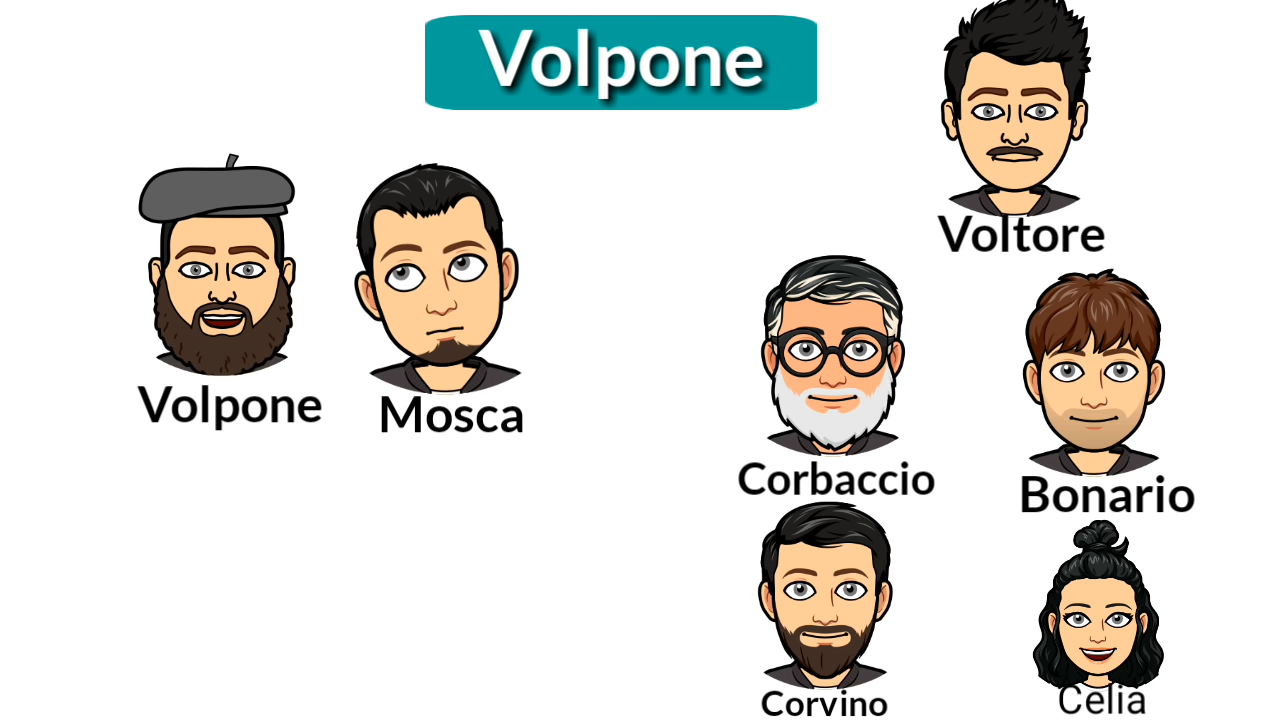 Volpone
Voltore
Volpone
Mosca
Corbaccio
Bonario
Corvino
Celia